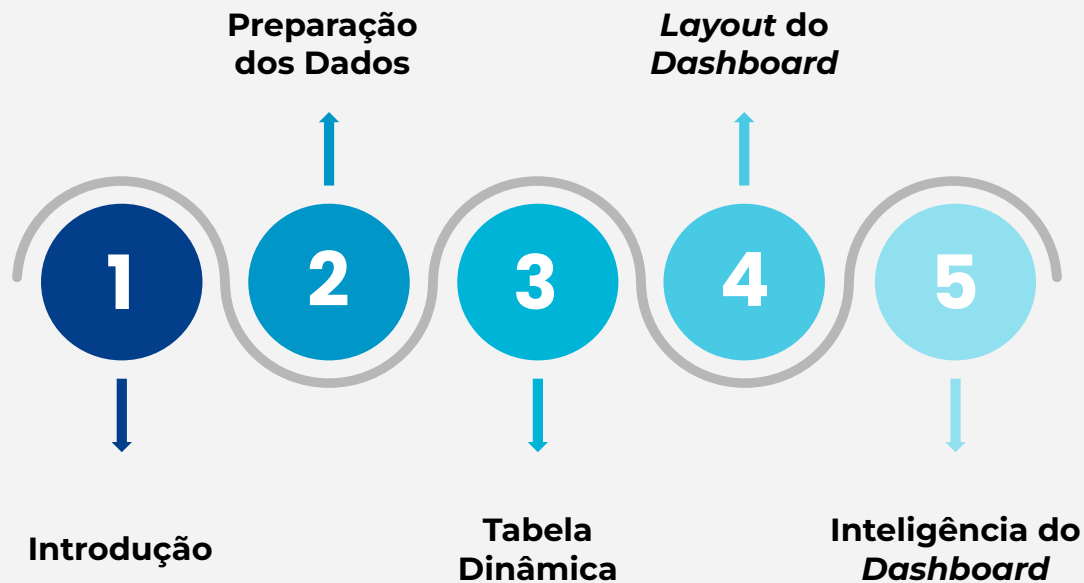 Preparação
dos Dados
Layout do
Dashboard
1
2
3
4
5
Introdução
Tabela
Dinâmica
Inteligência do
Dashboard